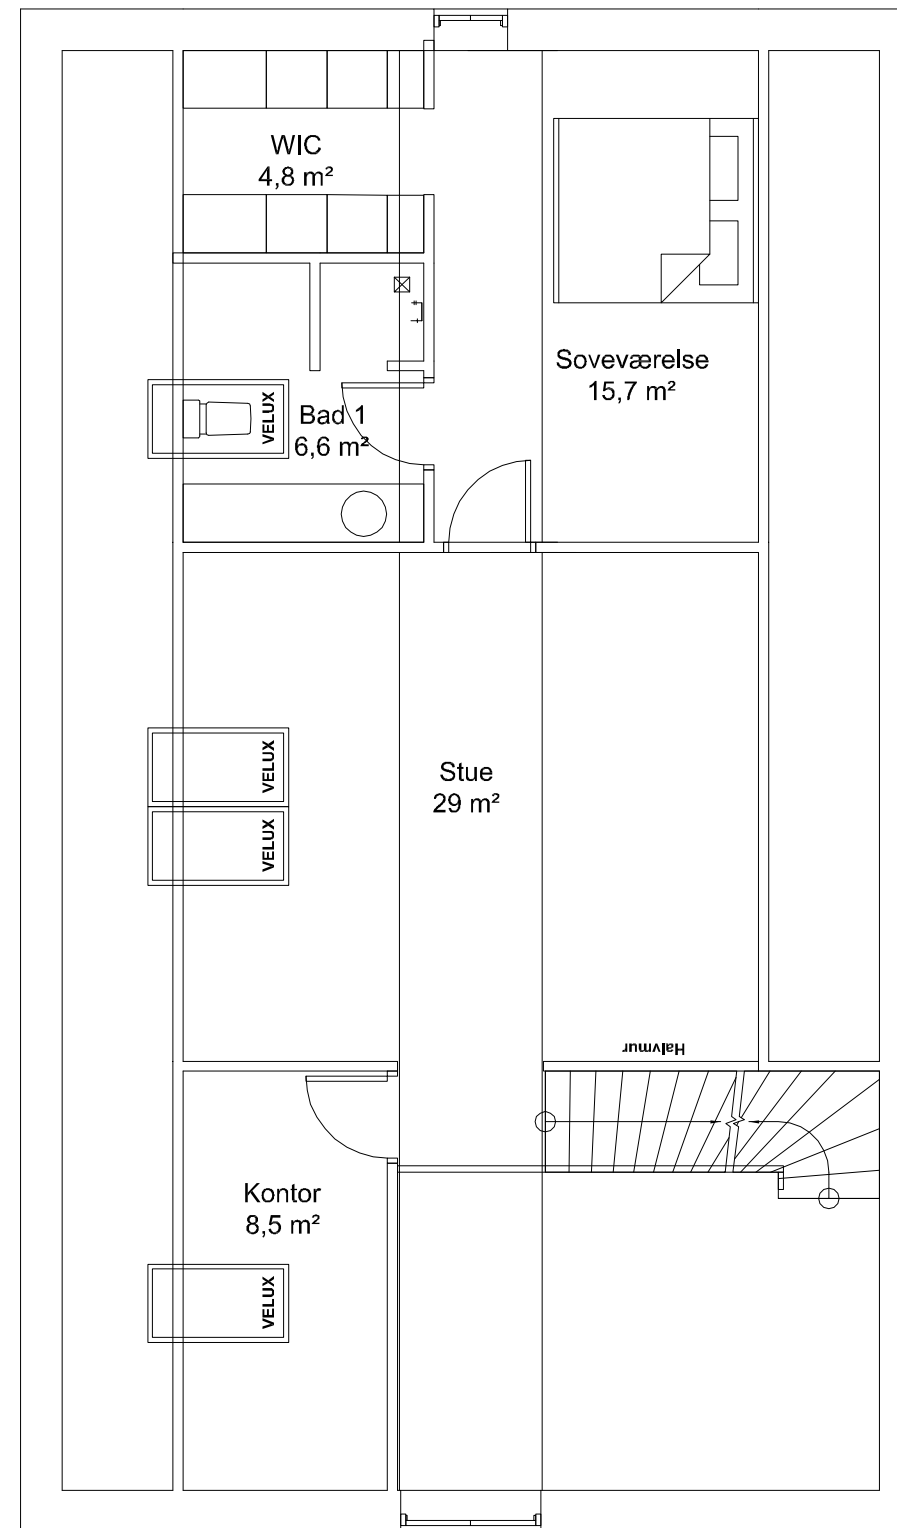 WIC
4,8 m²
Soveværelse
15,7 m²
VELUX
Bad 1
6,6 m²
VELUX
Stue
29 m²
VELUX
Halvmur
Kontor
8,5 m²
VELUX